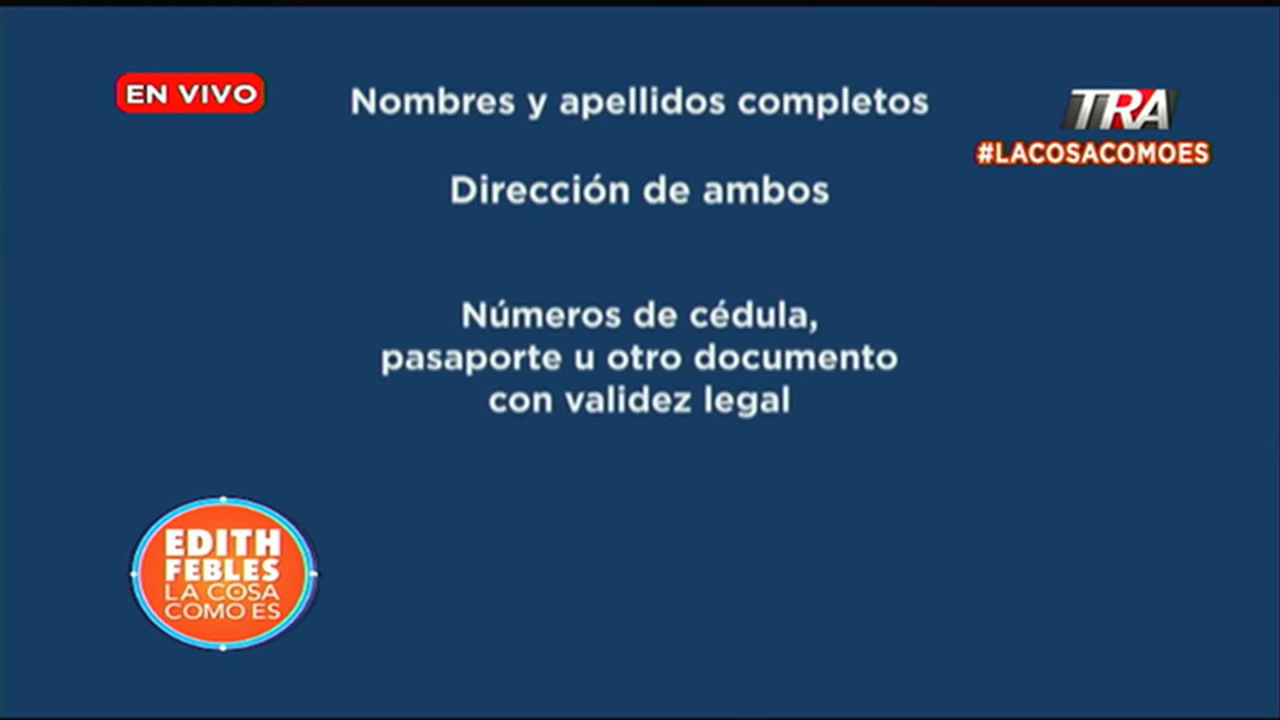 EN VIVO
Nombres y apellidos completos
TRA
#LACOSACOMOES
Dirección de ambos
Números de cédula,
pasaporte u otro documento
con validez legal
EDITH
FEBLES
LA COSA
COMO ES